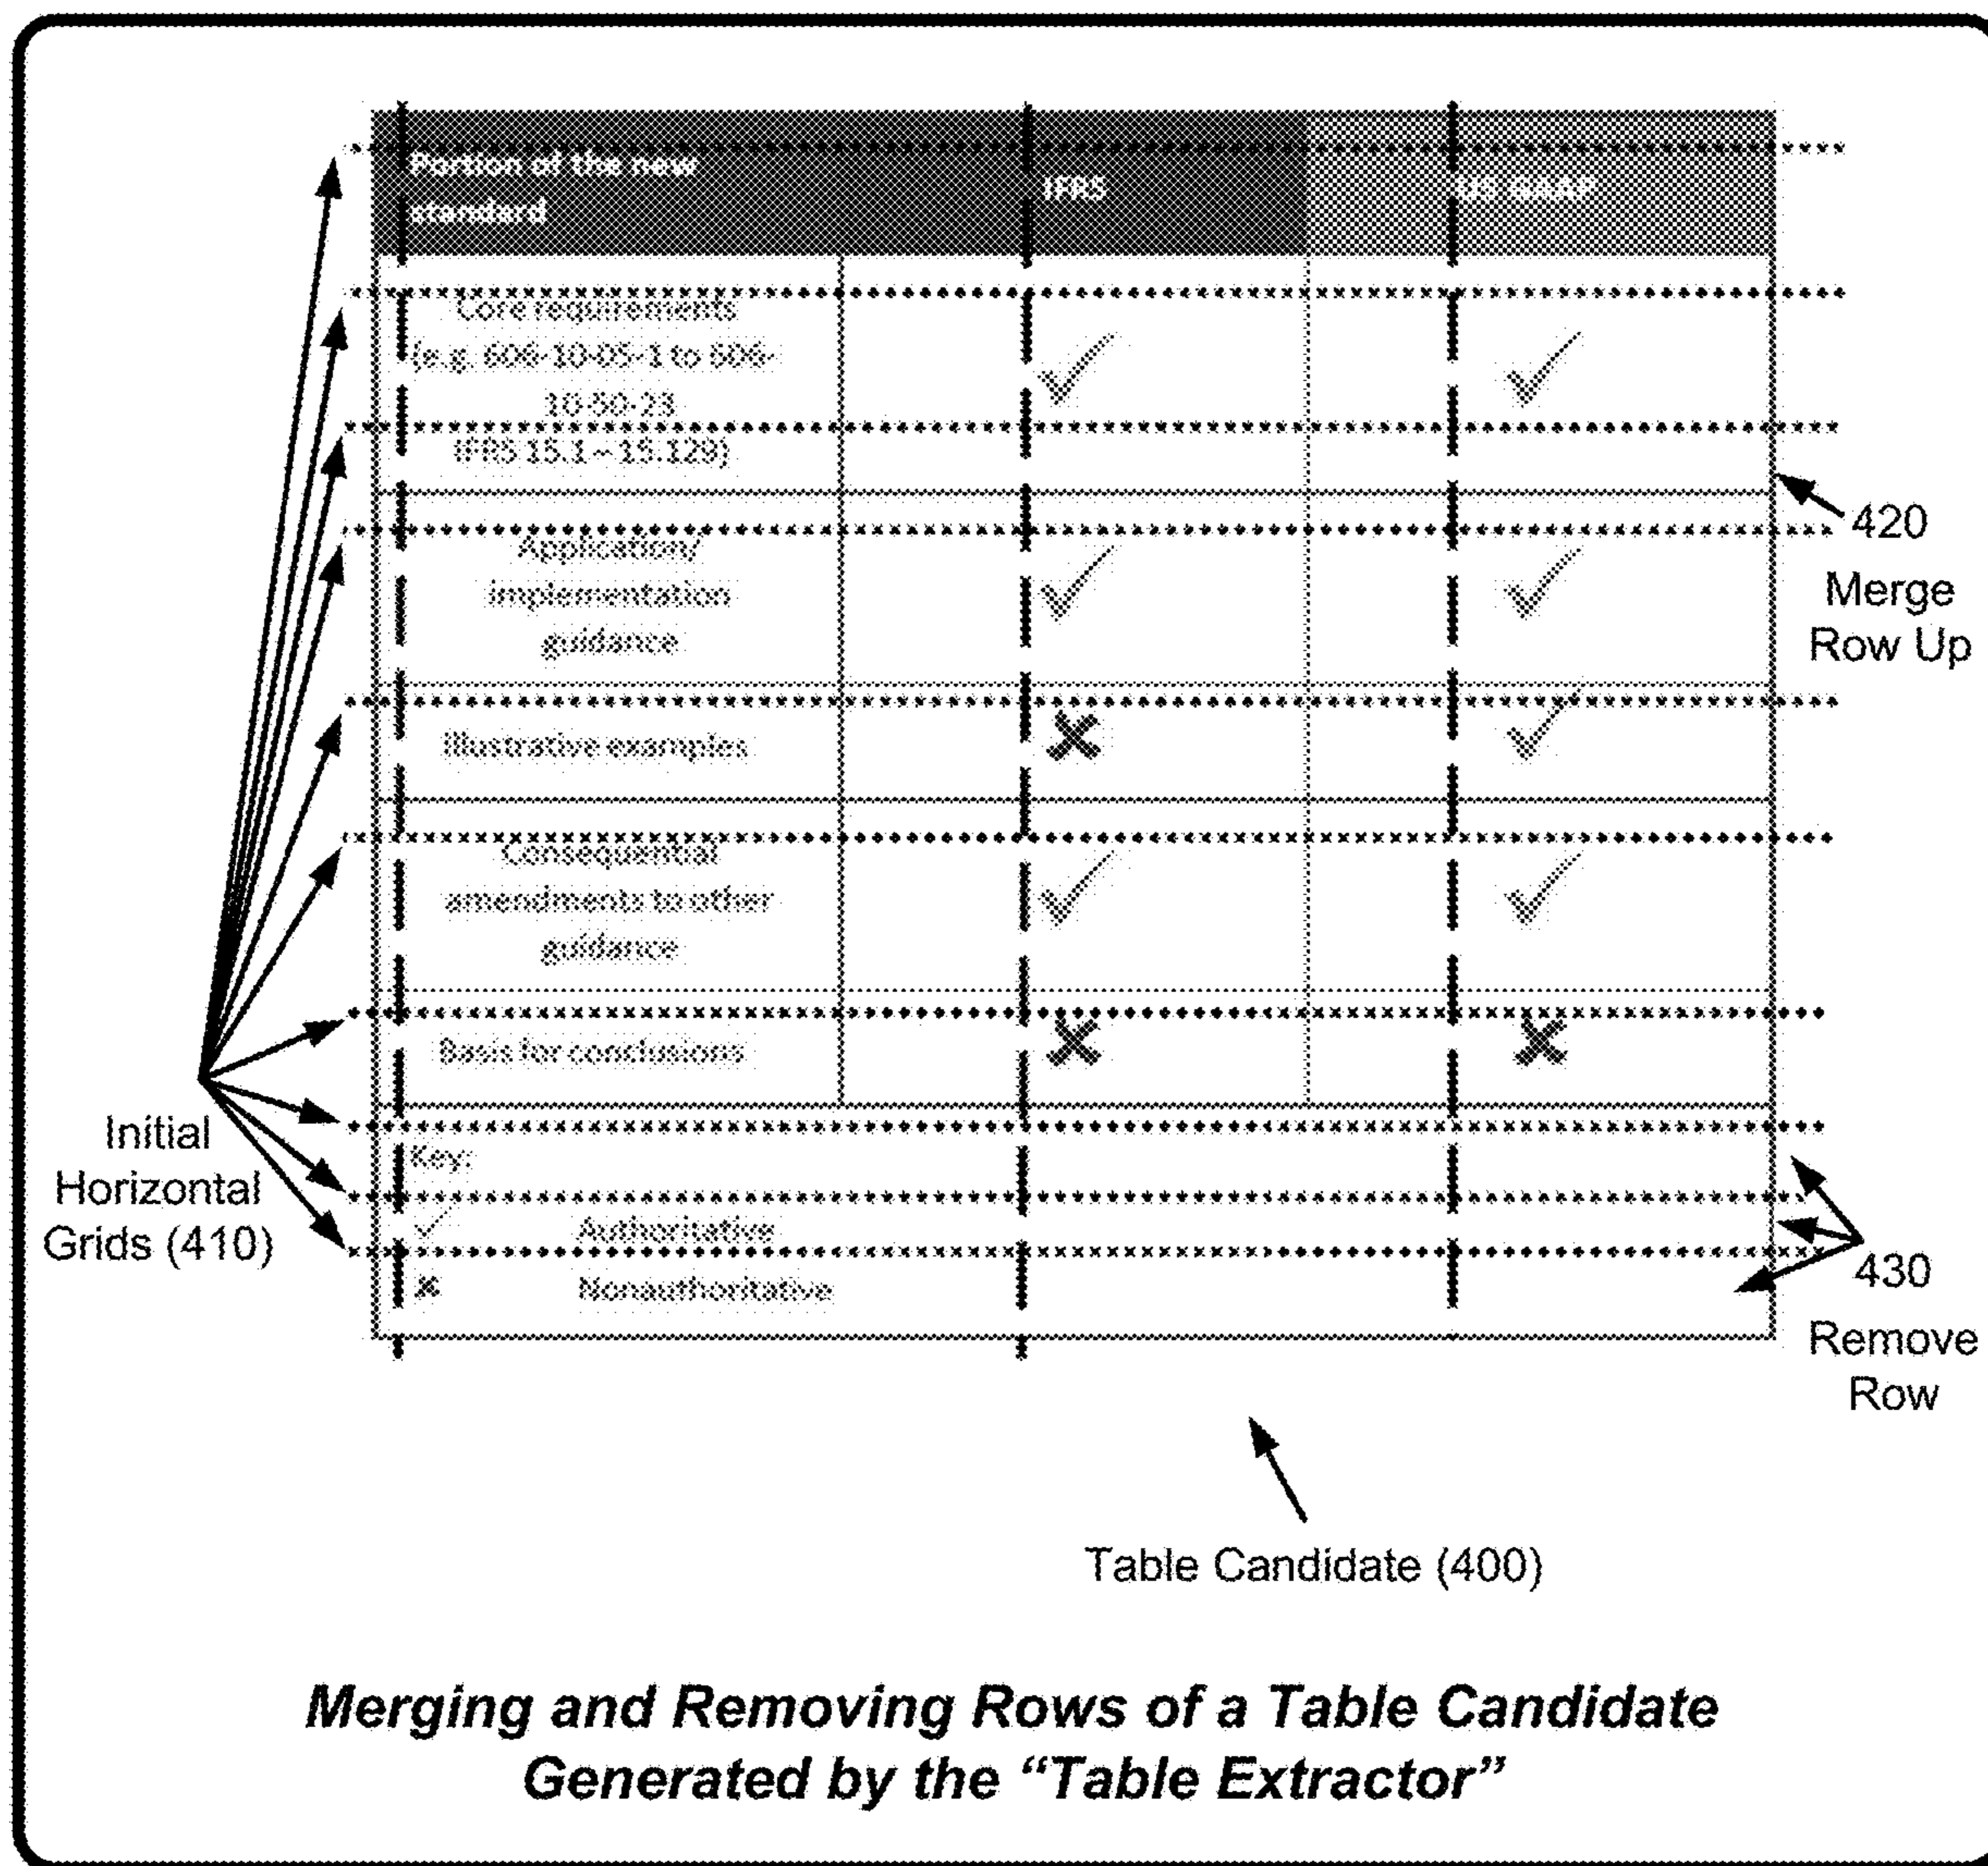 Portion of the new
standard
IFRS
US GAAP
Core requirements
(e.g. 606-10-05-1 to 606-
10-50-23
IFRS 15.1 – 15.129)
✓
✓
Application/
implementation
guidance
✓
✓
Illustrative examples
✗
✓
Consequential
amendments to other
guidance
✓
✓
Basis for conclusions
✗
✗
Key:
✓ Authoritative
✗ Nonauthoritative
Initial
Horizontal
Grids (410)
420
Merge
Row Up
430
Remove
Row
Table Candidate (400)
Merging and Removing Rows of a Table Candidate
Generated by the “Table Extractor”